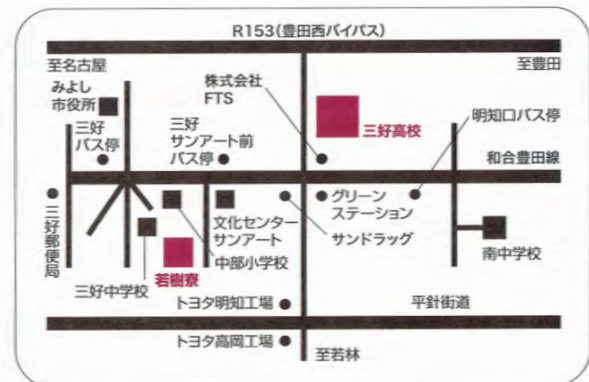 R153(豊田西バイパス)
至名古屋
至豊田
みよし
市役所
株式会社
FTS
三好高校
明知口バス停
三好
バス停
三好
サンアート前
バス停
和合豊田線
三好郵便局
三好中学校
若樹寮
中部小学校
文化センター
サンアート
グリーン
ステーション
サンドラッグ
南中学校
トヨタ明知工場
平針街道
トヨタ高岡工場
至若林